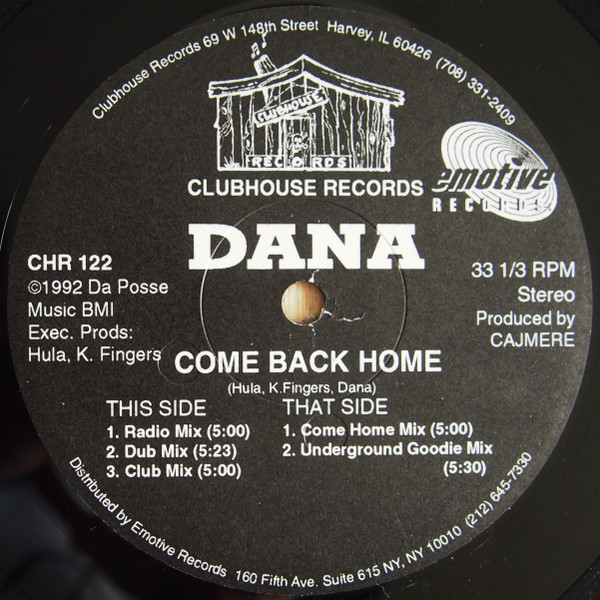 Clubhouse Records 69 W 148th Street Harvey, IL 60426 (708) 331-2409
CLUBHOUSE
RECORDS
CLUBHOUSE RECORDS
emotive
RECORDS
DANA
CHR 122
©1992 Da Posse
Music BMI
Exec. Prods:
Hula, K. Fingers
33 1/3 RPM
Stereo
Produced by
CAJMERE
COME BACK HOME
(Hula, K.Fingers, Dana)
THIS SIDE
1. Radio Mix (5:00)
2. Dub Mix (5:23)
3. Club Mix (5:00)
THAT SIDE
1. Come Home Mix (5:00)
2. Underground Goodie Mix
(5:30)
Distributed by Emotive Records 160 Fifth Ave. Suite 615 NY, NY 10010 (212) 645-7330